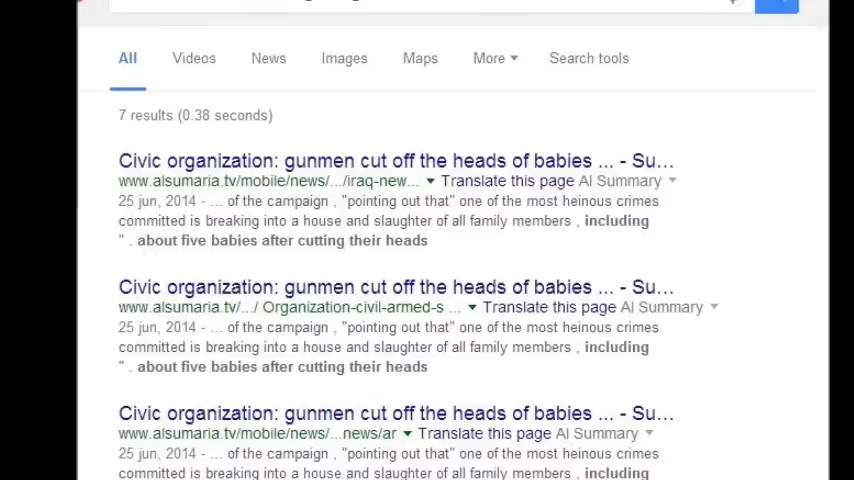 All Videos News Images Maps More Search tools
7 results (0.38 seconds)
Civic organization: gunmen cut off the heads of babies ... - Su...
www.alsumaria.tv/mobile/news/.../iraq-new... Translate this page Al Summary
25 jun, 2014 - ... of the campaign , "pointing out that" one of the most heinous crimes
committed is breaking into a house and slaughter of all family members , including
" . about five babies after cutting their heads
Civic organization: gunmen cut off the heads of babies ... - Su...
www.alsumaria.tv/.../ Organization-civil-armed-s ... Translate this page Al Summary
25 jun, 2014 - ... of the campaign , "pointing out that" one of the most heinous crimes
committed is breaking into a house and slaughter of all family members , including
" . about five babies after cutting their heads
Civic organization: gunmen cut off the heads of babies ... - Su...
www.alsumaria.tv/mobile/news/...news/ar Translate this page Al Summary
25 jun, 2014 - ... of the campaign , "pointing out that" one of the most heinous crimes
committed is breaking into a house and slaughter of all family members , including